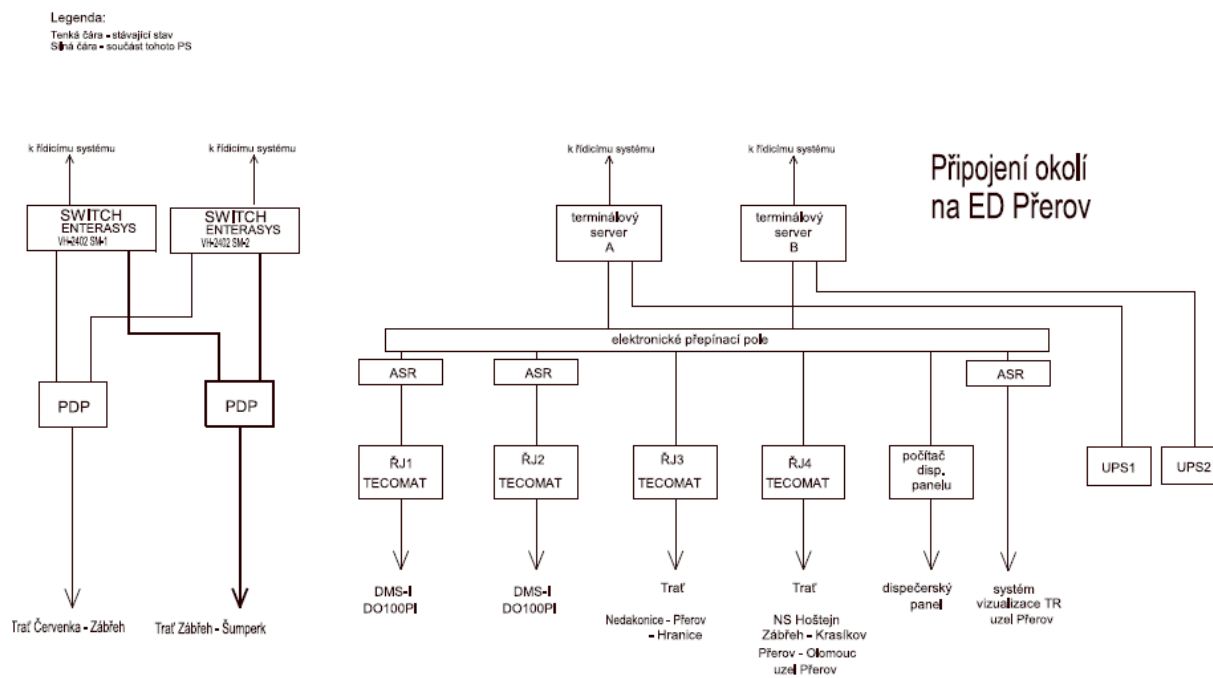 Legenda:
Tenká čára - stávající stav
Silná čára - součást tohoto PS
k řídicímu systému
k řídicímu systému
k řídicímu systému
k řídicímu systému
Připojení okolí
na ED Přerov
SWITCH
ENTERASYS
VH-2402 SM-1
SWITCH
ENTERASYS
VH-2402 SM-2
terminálový
server
A
terminálový
server
B
elektronické přepínací pole
ASR
ASR
ASR
PDP
PDP
ŘJ1
TECOMAT
ŘJ2
TECOMAT
ŘJ3
TECOMAT
ŘJ4
TECOMAT
počítač
disp.
panelu
UPS1
UPS2
DMS-I
DO100PI
DMS-I
DO100PI
Trať
Nedakonice - Přerov
- Hranice
Trať
NS Hoštejn
Zábřeh - Krasíkov
Přerov - Olomouc
uzel Přerov
dispečerský
panel
systém
vizualizace TR
uzel Přerov
Trať Červenka - Zábřeh
Trať Zábřeh - Šumperk